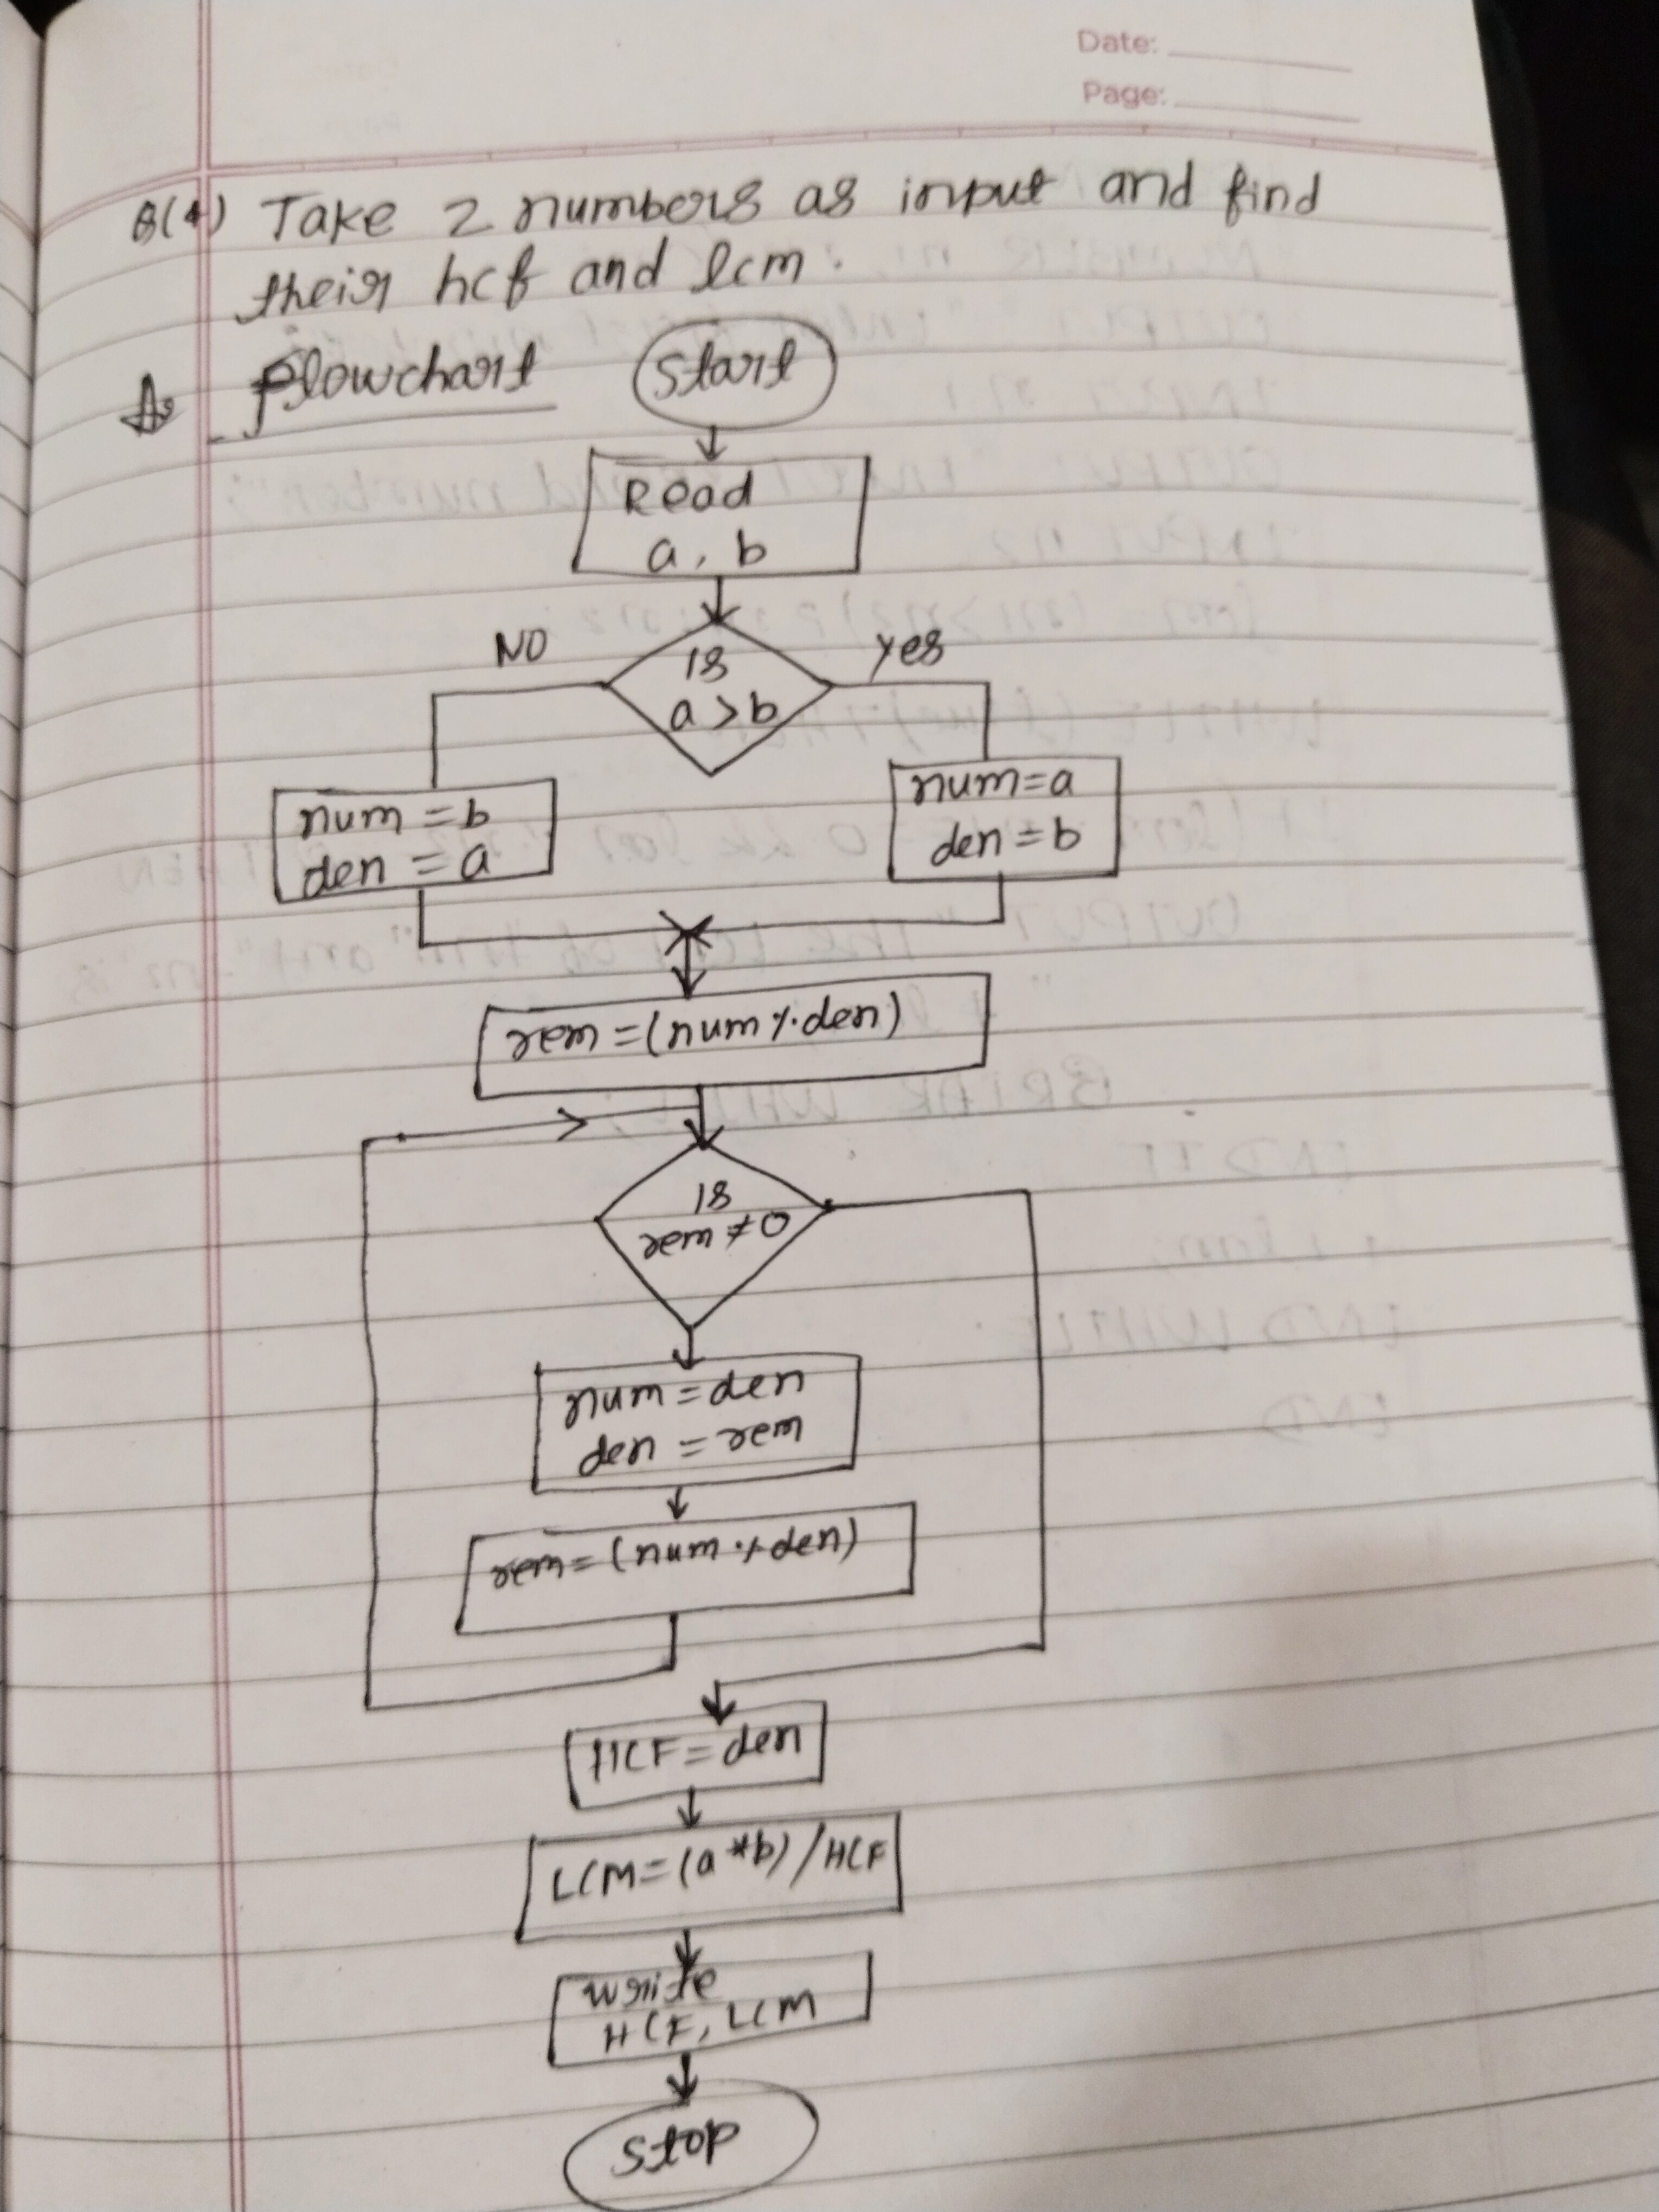 Date:
Page:
Q(4) Take 2 numbers as input and find
their hcf and lcm.
A: Flowchart
Start
Read
a, b
Is
a > b
NO
yes
num = b
den = a
num = a
den = b
rem = (num % den)
Is
rem ≠ 0
num = den
den = rem
rem = (num % den)
HCF = den
LCM = (a * b) / HCF
write
HCF, LCM
Stop